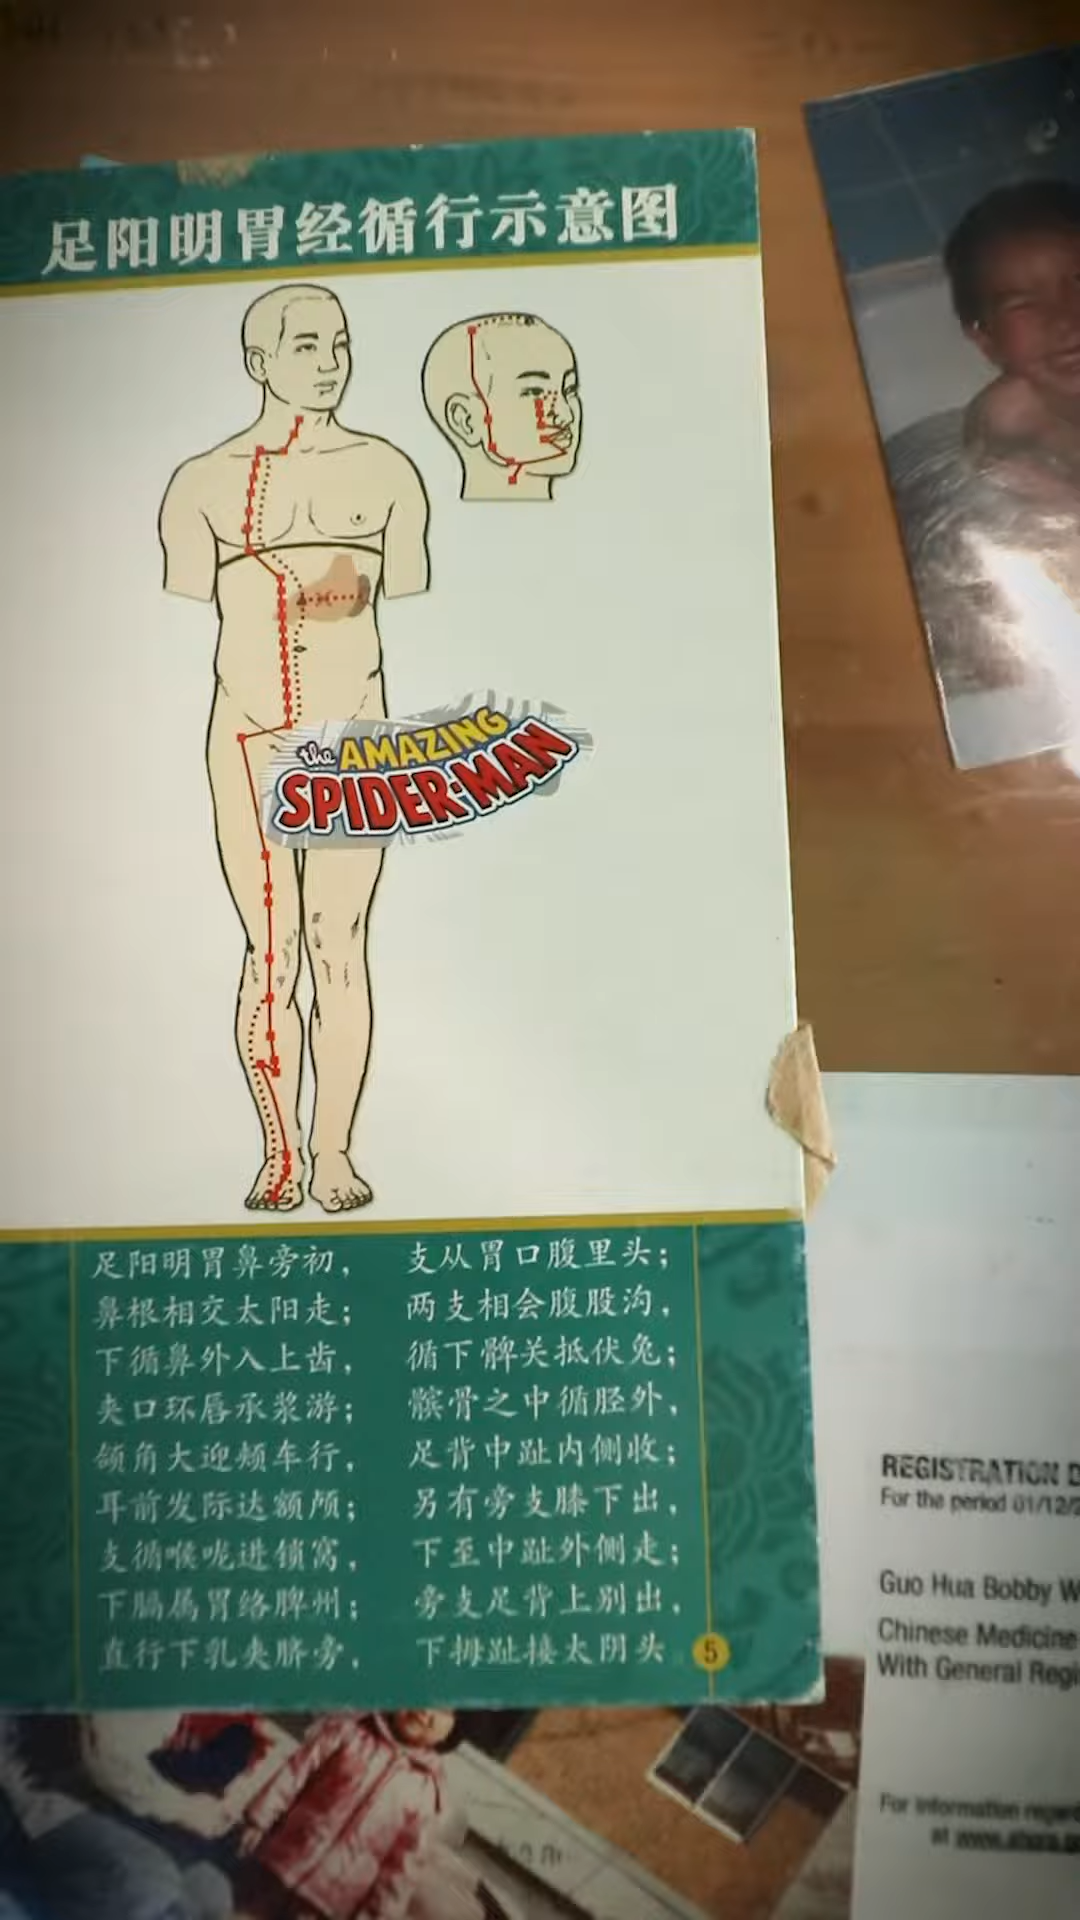 足阳明胃经循行示意图
the AMAZING
SPIDER-MAN
足阳明胃鼻旁初，
鼻根相交太阳走；
下循鼻外入上齿，
夹口环唇承浆游；
颌角大迎颊车行，
耳前发际达额颅；
支循喉咙进锁窝，
下膈属胃络脾州；
直行下乳夹脐旁，
支从胃口腹里头；
两支相会腹股沟，
循下髀关抵伏兔；
髌骨之中循胫外，
足背中趾内侧收；
另有旁支膝下出，
下至中趾外侧走；
旁支足背上别出，
下拇趾接太阴头
5
REGISTRATION D
For the period 01/12/2
Guo Hua Bobby W
Chinese Medicine
With General Regi
For information regard
at www.ahpra.g